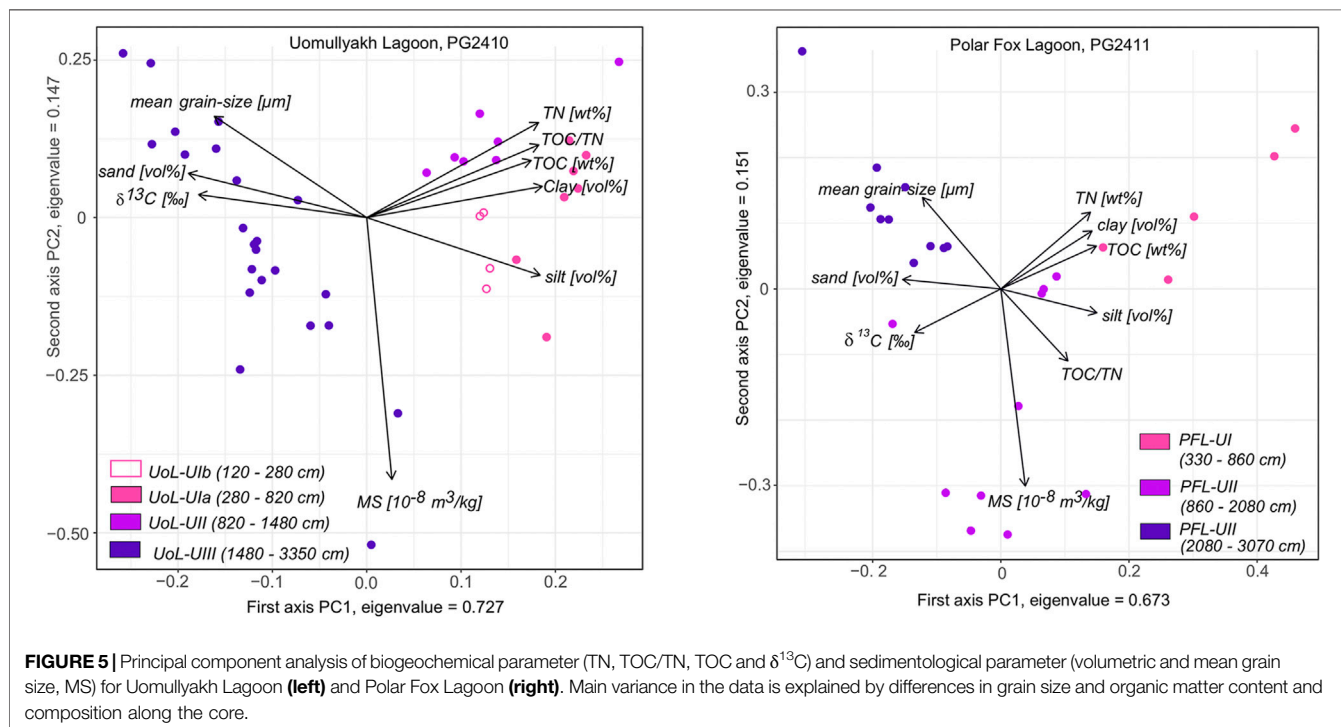 Uomullyakh Lagoon, PG2410
Second axis PC2, eigenvalue = 0.147
0.25
0
−0.25
−0.50
mean grain-size [µm]
sand [vol%]
δ¹³C [‰]
TN [wt%]
TOC/TN
TOC [wt%]
Clay [vol%]
silt [vol%]
MS [10⁻⁸ m³/kg]
UoL-UIb (120 - 280 cm)
UoL-UIa (280 - 820 cm)
UoL-UII (820 - 1480 cm)
UoL-UIII (1480 - 3350 cm)
−0.2 −0.1 0.0 0.1 0.2
First axis PC1, eigenvalue = 0.727
Polar Fox Lagoon, PG2411
Second axis PC2, eigenvalue = 0.151
0.3
0
−0.3
mean grain-size [µm]
sand [vol%]
δ¹³C [‰]
TN [wt%]
clay [vol%]
TOC [wt%]
silt [vol%]
TOC/TN
MS [10⁻⁸ m³/kg]
PFL-UI
(330 - 860 cm)
PFL-UII
(860 - 2080 cm)
PFL-UII
(2080 - 3070 cm)
−0.2 0 0.2 0.4
First axis PC1, eigenvalue = 0.673
FIGURE 5 | Principal component analysis of biogeochemical parameter (TN, TOC/TN, TOC and δ¹³C) and sedimentological parameter (volumetric and mean grain
size, MS) for Uomullyakh Lagoon (left) and Polar Fox Lagoon (right). Main variance in the data is explained by differences in grain size and organic matter content and
composition along the core.